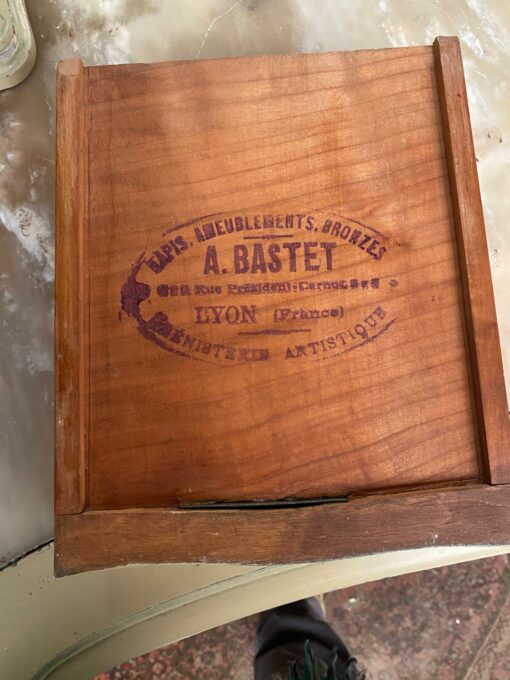 TAPIS, AMEUBLEMENTS, BRONZES
A. BASTET
Rue Président-Carnot
LYON (France)
ÉBÉNISTERIE ARTISTIQUE